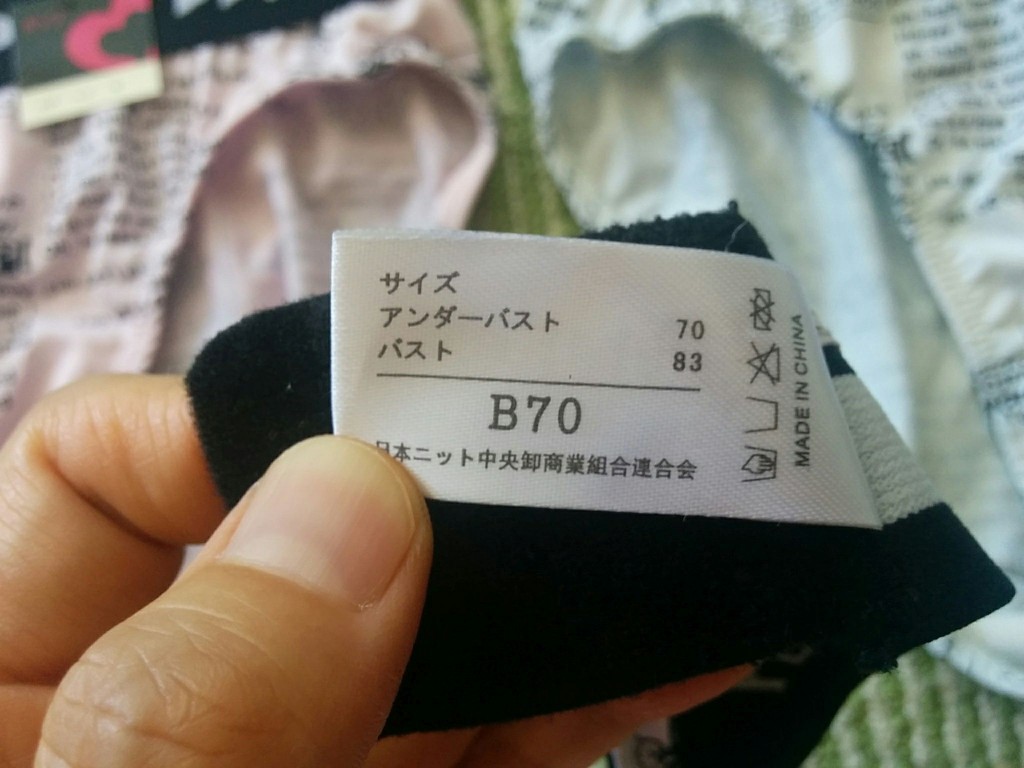 サイズ
アンダーバスト 70
バスト 83
B70
日本ニット中央卸商業組合連合会
MADE IN CHINA